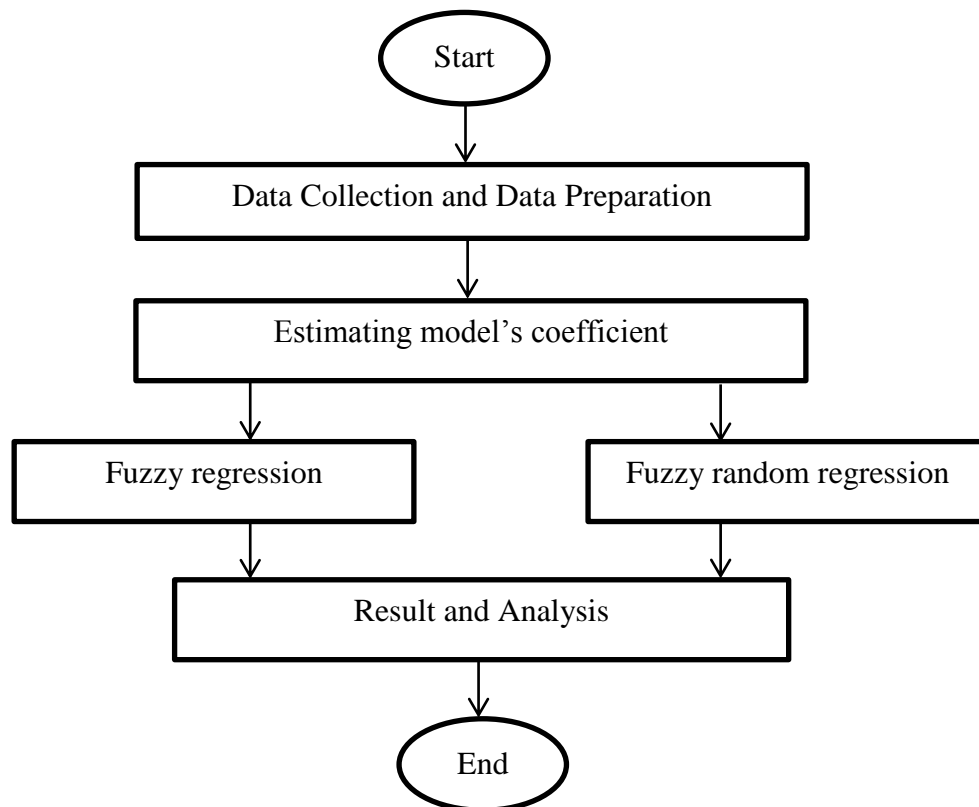 Start
Data Collection and Data Preparation
Estimating model’s coefficient
Fuzzy regression
Fuzzy random regression
Result and Analysis
End